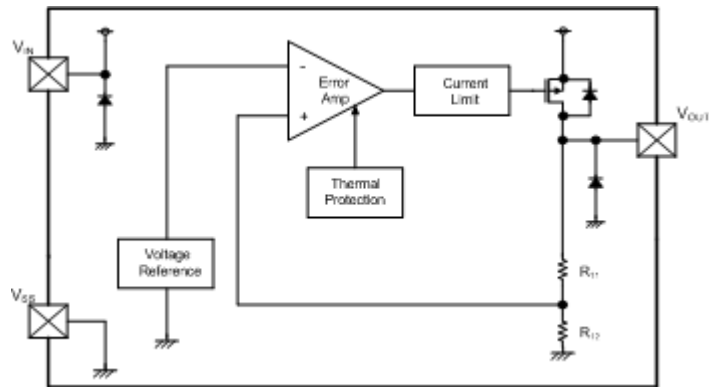 VIN
-
Error
Amp
+
Current
Limit
VOUT
Thermal
Protection
Voltage
Reference
R11
VSS
R12